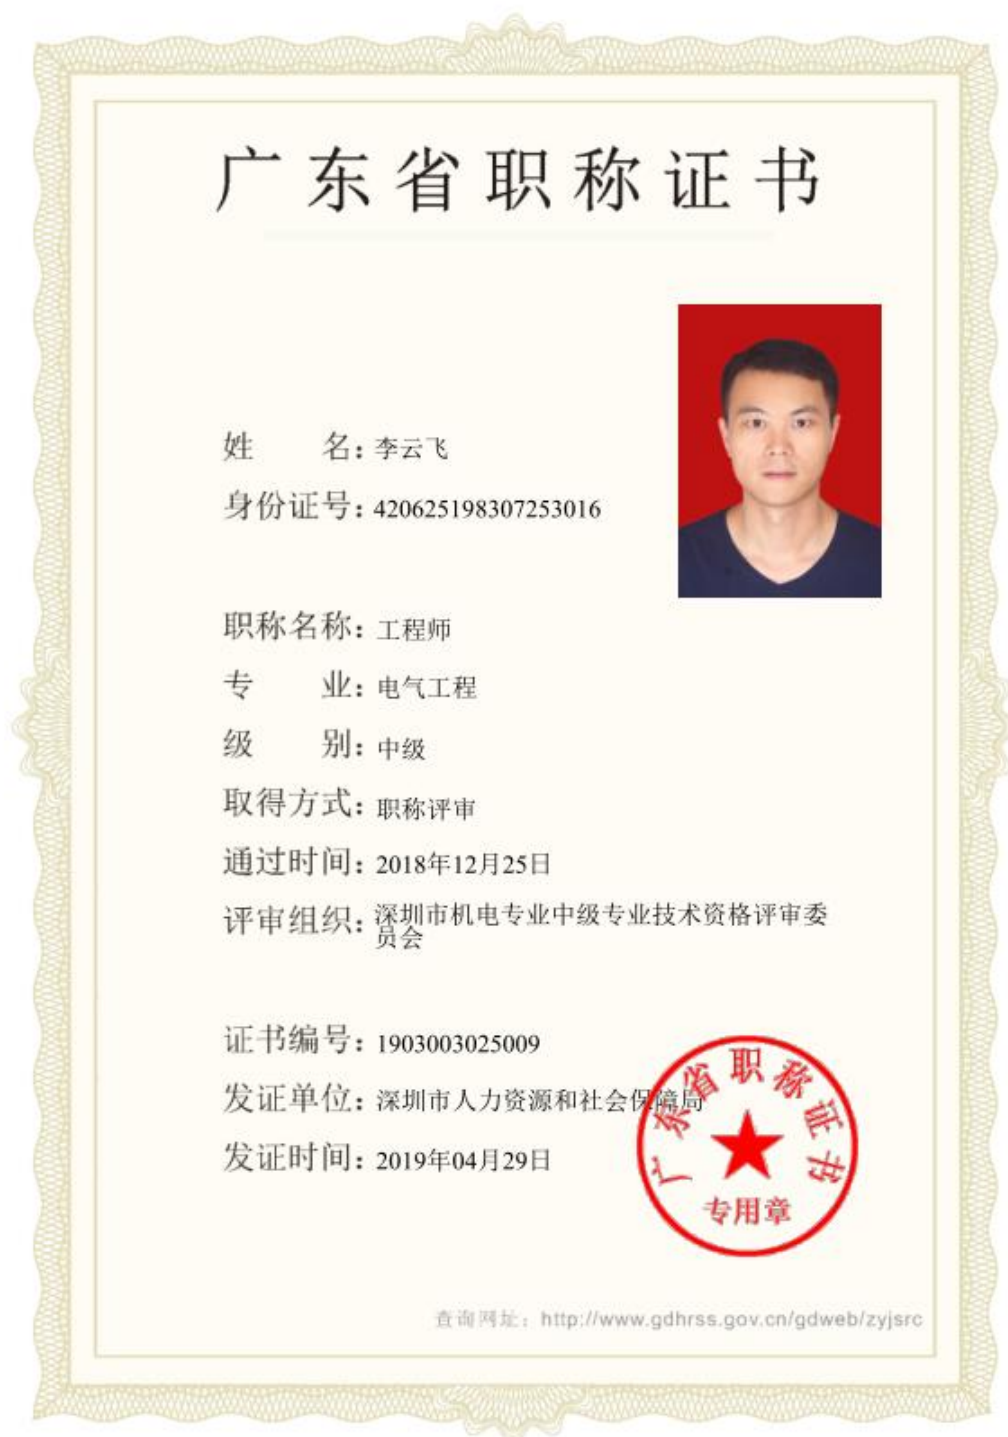 广东省职称证书
姓 名：李云飞
身份证号：420625198307253016
职称名称：工程师
专 业：电气工程
级 别：中级
取得方式：职称评审
通过时间：2018年12月25日
评审组织：深圳市机电专业中级专业技术资格评审委
员会
证书编号：1903003025009
发证单位：深圳市人力资源和社会保障局
发证时间：2019年04月29日
广东省职称证书
专用章
查询网址：http://www.gdhrss.gov.cn/gdweb/zyjsrc